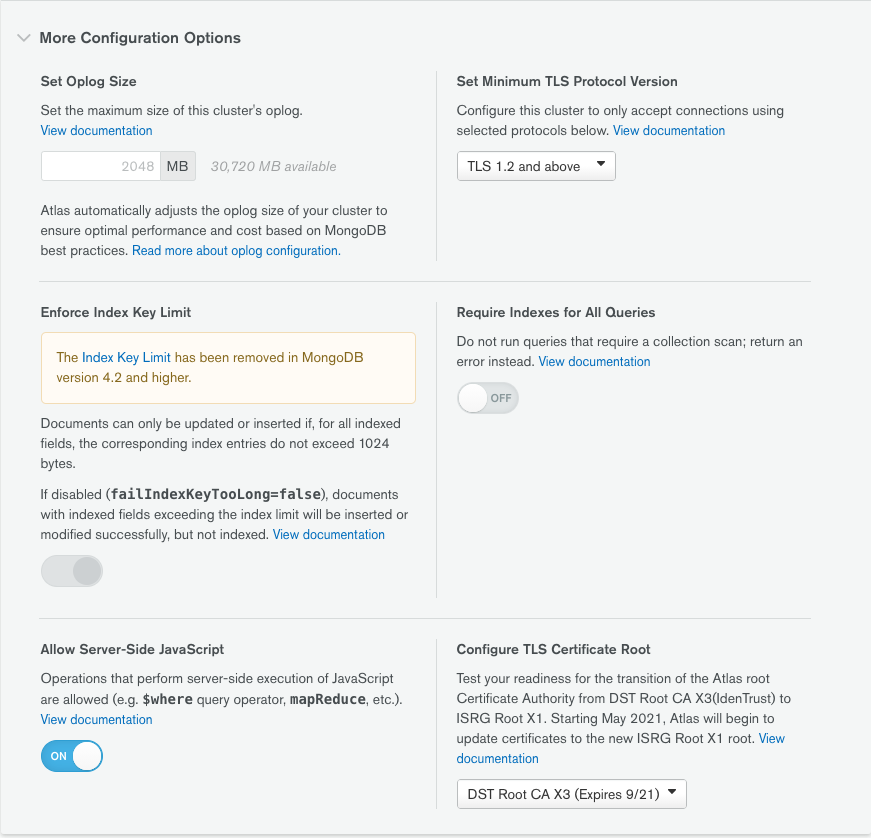 More Configuration Options
Set Oplog Size
Set the maximum size of this cluster's oplog.
View documentation
2048 MB 30,720 MB available
Atlas automatically adjusts the oplog size of your cluster to
ensure optimal performance and cost based on MongoDB
best practices. Read more about oplog configuration.
Set Minimum TLS Protocol Version
Configure this cluster to only accept connections using
selected protocols below. View documentation
TLS 1.2 and above
Enforce Index Key Limit
The Index Key Limit has been removed in MongoDB
version 4.2 and higher.
Documents can only be updated or inserted if, for all indexed
fields, the corresponding index entries do not exceed 1024
bytes.
If disabled (failIndexKeyTooLong=false), documents
with indexed fields exceeding the index limit will be inserted or
modified successfully, but not indexed. View documentation
Require Indexes for All Queries
Do not run queries that require a collection scan; return an
error instead. View documentation
OFF
Allow Server-Side JavaScript
Operations that perform server-side execution of JavaScript
are allowed (e.g. $where query operator, mapReduce, etc.).
View documentation
ON
Configure TLS Certificate Root
Test your readiness for the transition of the Atlas root
Certificate Authority from DST Root CA X3(IdenTrust) to
ISRG Root X1. Starting May 2021, Atlas will begin to
update certificates to the new ISRG Root X1 root. View
documentation
DST Root CA X3 (Expires 9/21)